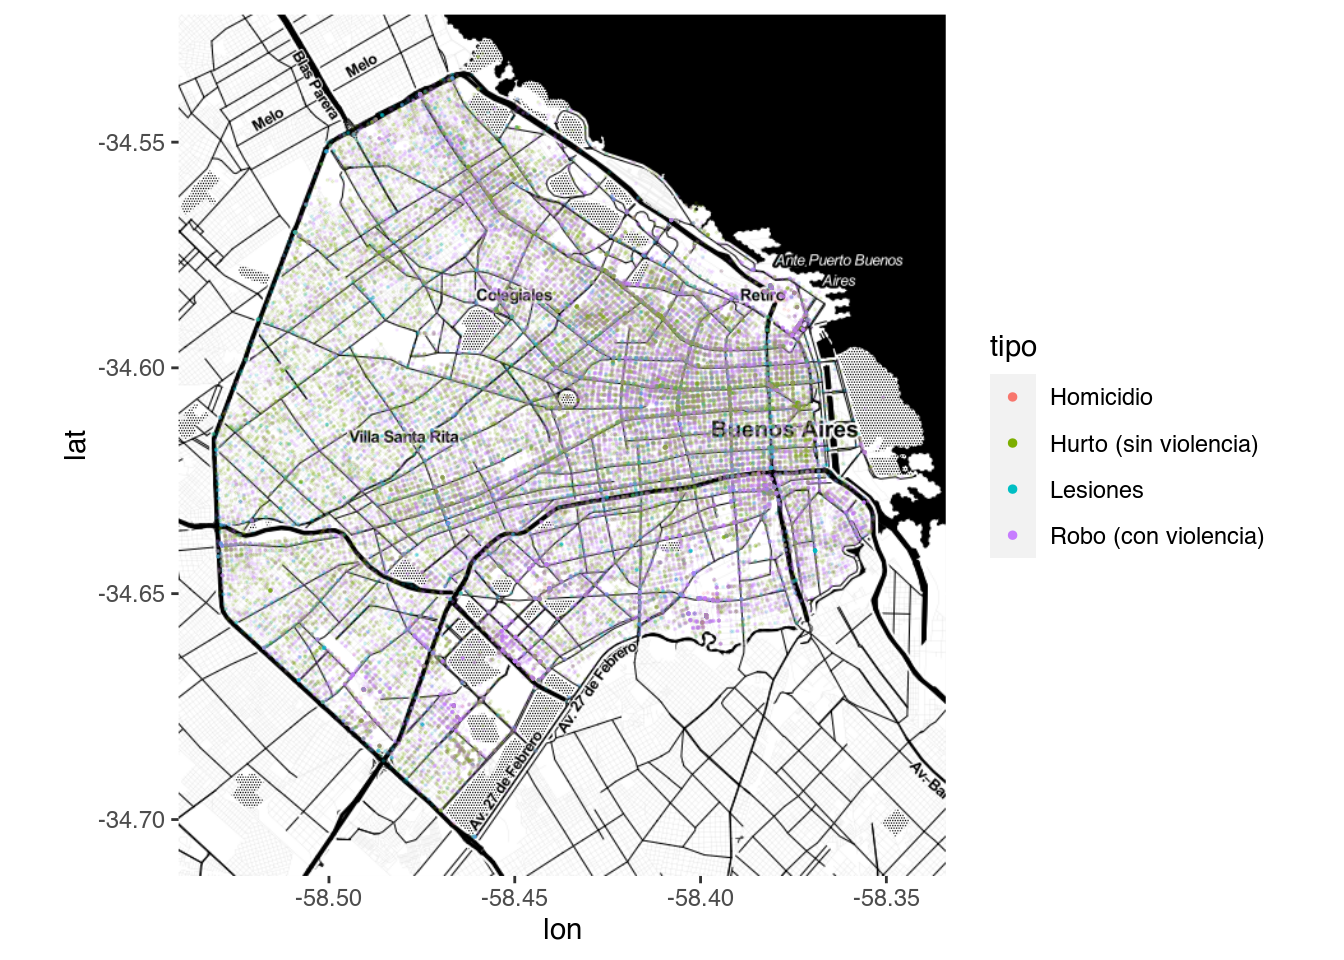 Blas Parera
Melo
Melo
Ante Puerto Buenos
Aires
Colegiales
Retiro
Villa Santa Rita
Buenos Aires
Av. 27 de Febrero
Av. 27 de Febrero
Av. Ba
-34.55
-34.60
-34.65
-34.70
lat
-58.50
-58.45
-58.40
-58.35
lon
tipo
Homicidio
Hurto (sin violencia)
Lesiones
Robo (con violencia)